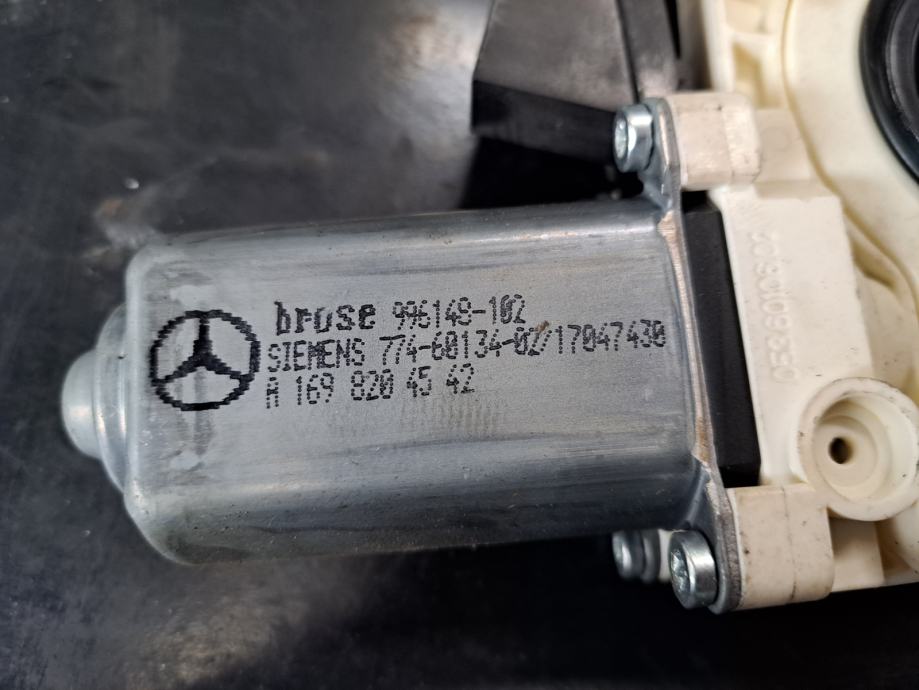 brose 996149-102
SIEMENS 774-60134-02/17047430
A 169 820 45 42